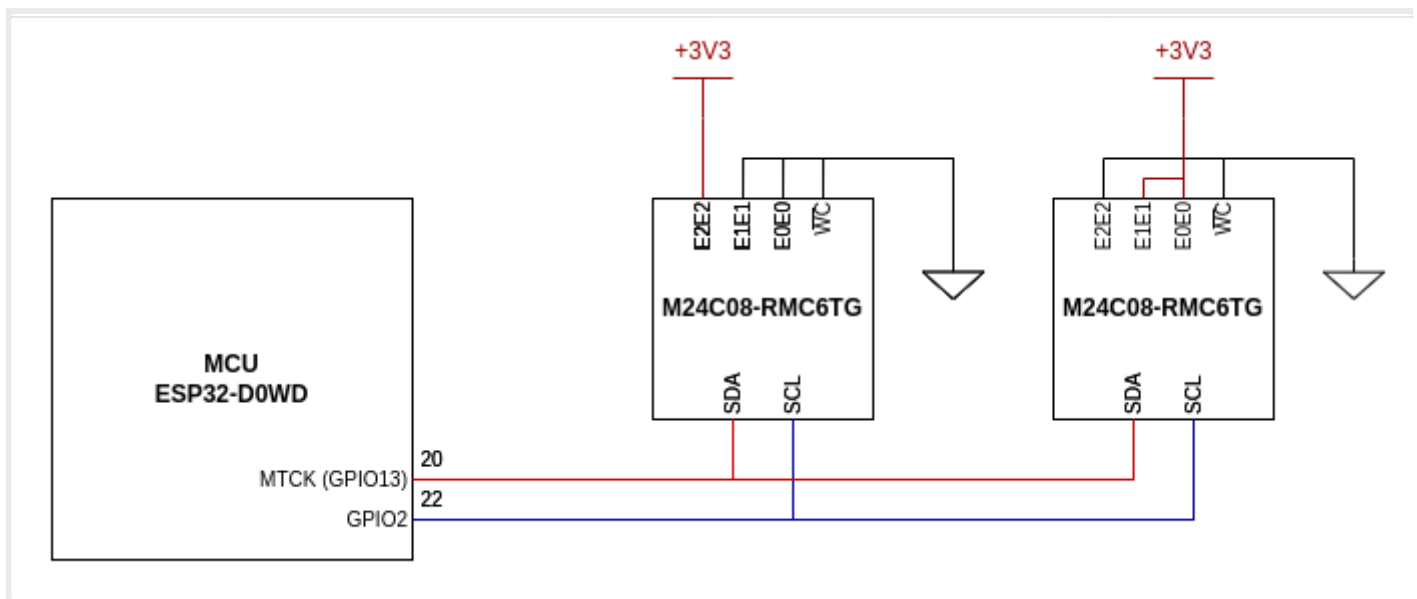 +3V3
+3V3
E2E2
E1E1
E0E0
WC
E2E2
E1E1
E0E0
WC
M24C08-RMC6TG
M24C08-RMC6TG
MCU
ESP32-D0WD
SDA
SCL
SDA
SCL
20
MTCK (GPIO13)
22
GPIO2